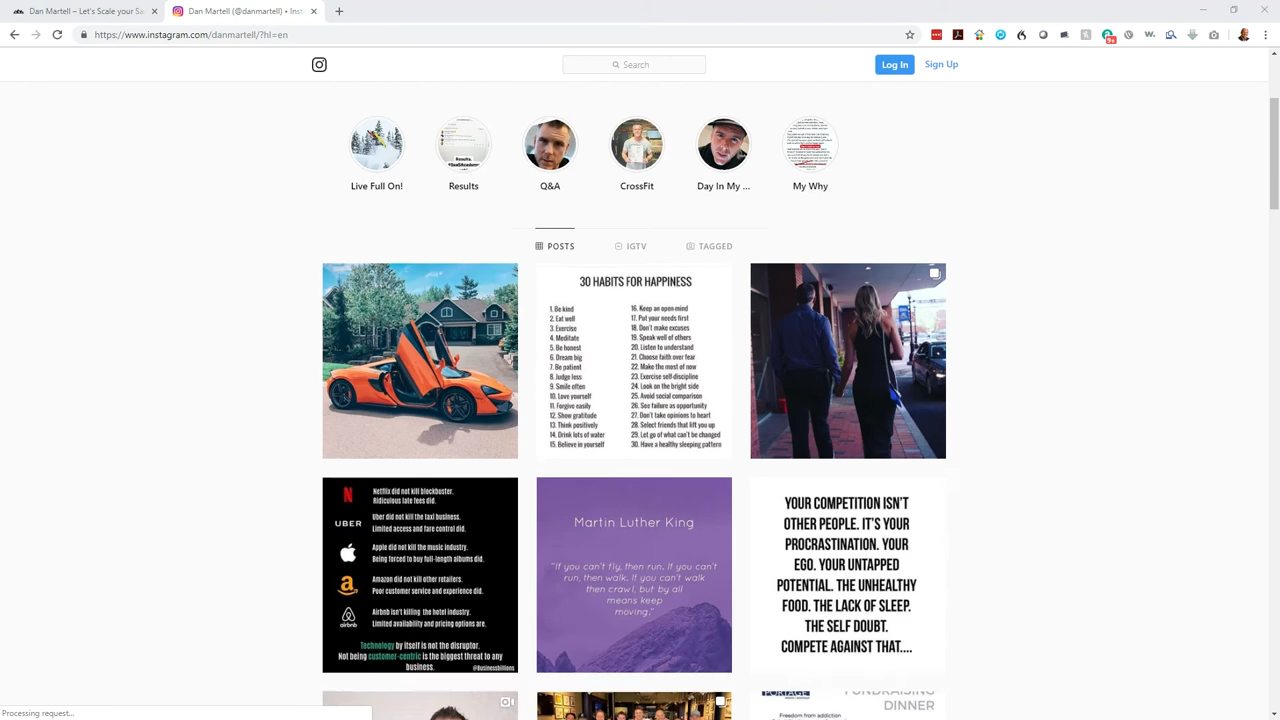 Dan Martell – Let's Scale your Sa
Dan Martell (@danmartell) • Inst
https://www.instagram.com/danmartell/?hl=en
9+
Search
Log In
Sign Up
Live Full On!
Results
Q&A
CrossFit
Day In My ...
My Why
Results.
POSTS
IGTV
TAGGED
30 HABITS FOR HAPPINESS
1. Be kind
2. Eat well
3. Exercise
4. Meditate
5. Be honest
6. Dream big
7. Be patient
8. Judge less
9. Smile often
10. Love yourself
11. Forgive easily
12. Show gratitude
13. Think positively
14. Drink lots of water
15. Believe in yourself
16. Keep an open mind
17. Put your needs first
18. Don't make excuses
19. Speak well of others
20. Listen to understand
21. Choose faith over fear
22. Make the most of now
23. Exercise self-discipline
24. Look on the bright side
25. Avoid social comparison
26. See failure as opportunity
27. Don't take opinions to heart
28. Select friends that lift you up
29. Let go of what can't be changed
30. Have a healthy sleeping pattern
Netflix did not kill blockbuster.
Ridiculous late fees did.
UBER
Uber did not kill the taxi business.
Limited access and fare control did.
Apple did not kill the music industry.
Being forced to buy full-length albums did.
Amazon did not kill other retailers.
Poor customer service and experience did.
airbnb
Airbnb isn't killing the hotel industry.
Limited availability and pricing options are.
Technology by itself is not the disruptor.
Not being customer-centric is the biggest threat to any
business.
@Businessbillions
Martin Luther King
"If you can't fly, then run. If you can't
run, then walk. If you can't walk
then crawl, but by all
means keep
moving."
YOUR COMPETITION ISN'T
OTHER PEOPLE. IT'S YOUR
PROCRASTINATION. YOUR
EGO. YOUR UNTAPPED
POTENTIAL. THE UNHEALTHY
FOOD. THE LACK OF SLEEP.
THE SELF DOUBT.
COMPETE AGAINST THAT....
PORTAGE
FUNDRAISING
DINNER
Freedom from addiction
Processing request...